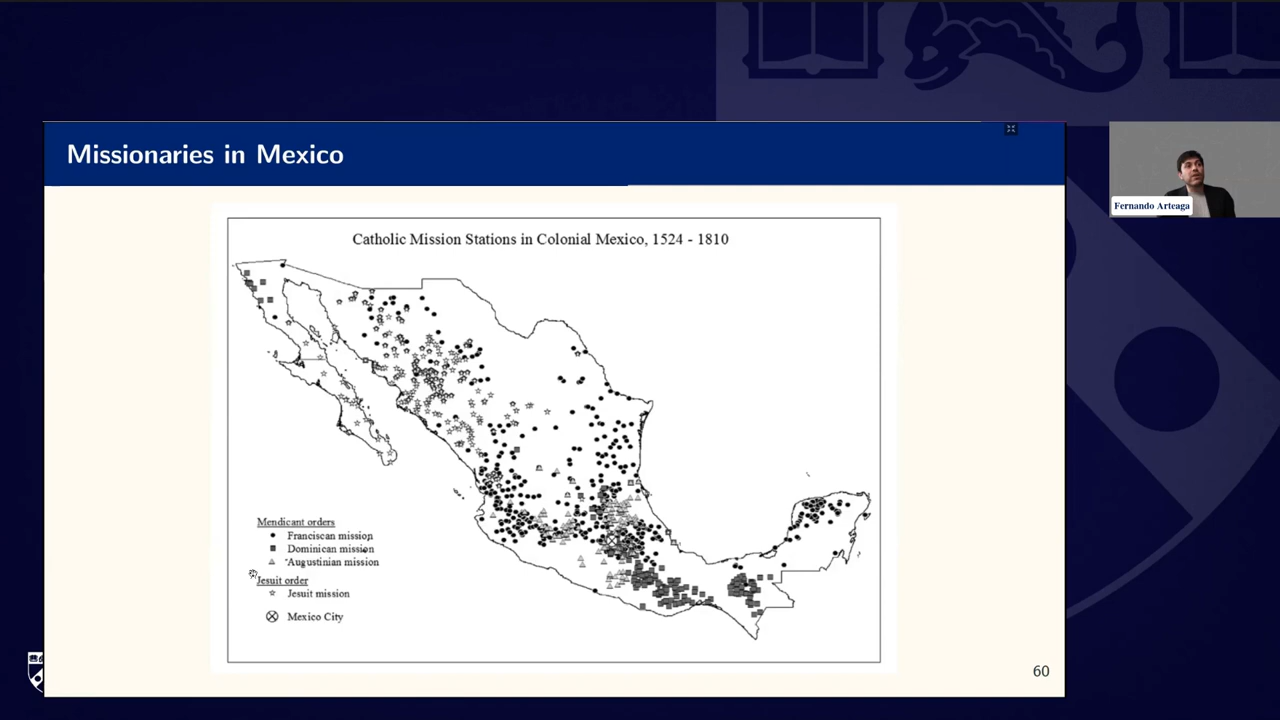 Missionaries in Mexico
Fernando Arteaga
Catholic Mission Stations in Colonial Mexico, 1524 - 1810
Mendicant orders
Franciscan mission
Dominican mission
Augustinian mission
Jesuit order
Jesuit mission
Mexico City
60